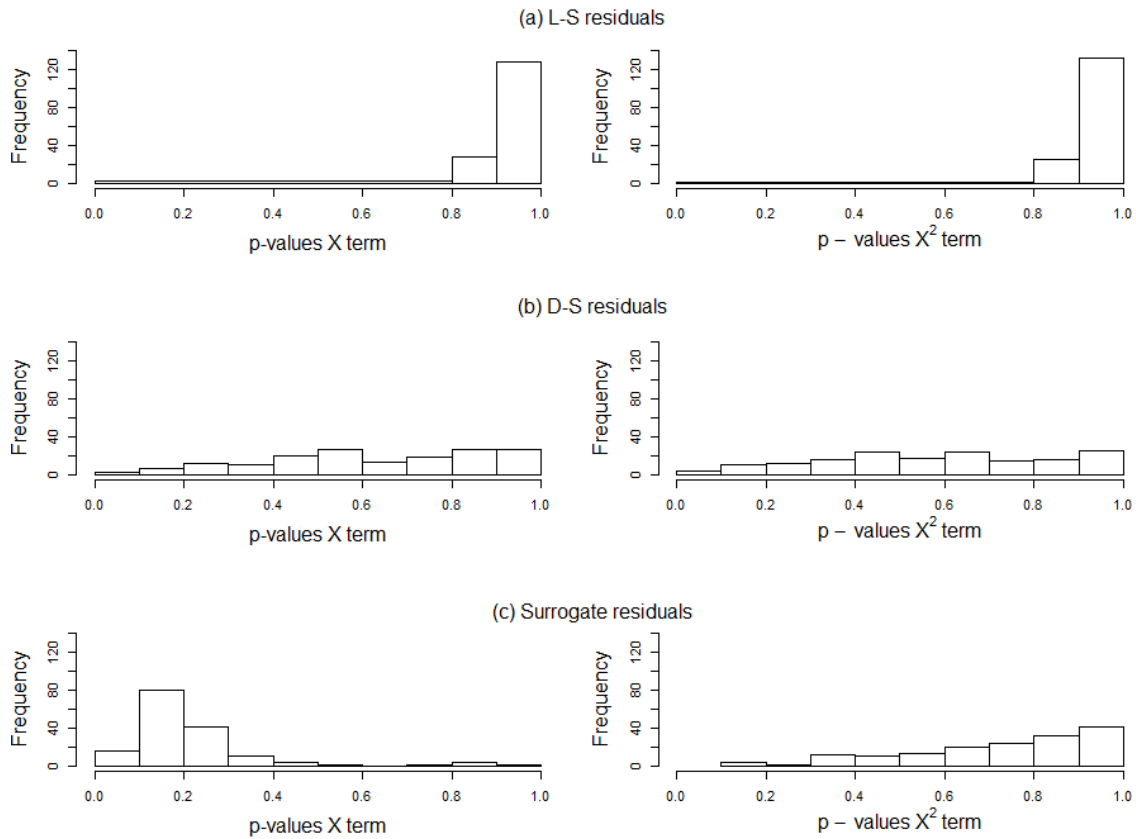 (a) L-S residuals
Frequency
0 40 80 120
0.0 0.2 0.4 0.6 0.8 1.0
p-values X term
Frequency
0 40 80 120
0.0 0.2 0.4 0.6 0.8 1.0
p − values X² term
(b) D-S residuals
Frequency
0 40 80 120
0.0 0.2 0.4 0.6 0.8 1.0
p-values X term
Frequency
0 40 80 120
0.0 0.2 0.4 0.6 0.8 1.0
p − values X² term
(c) Surrogate residuals
Frequency
0 40 80 120
0.0 0.2 0.4 0.6 0.8 1.0
p-values X term
Frequency
0 40 80 120
0.0 0.2 0.4 0.6 0.8 1.0
p − values X² term